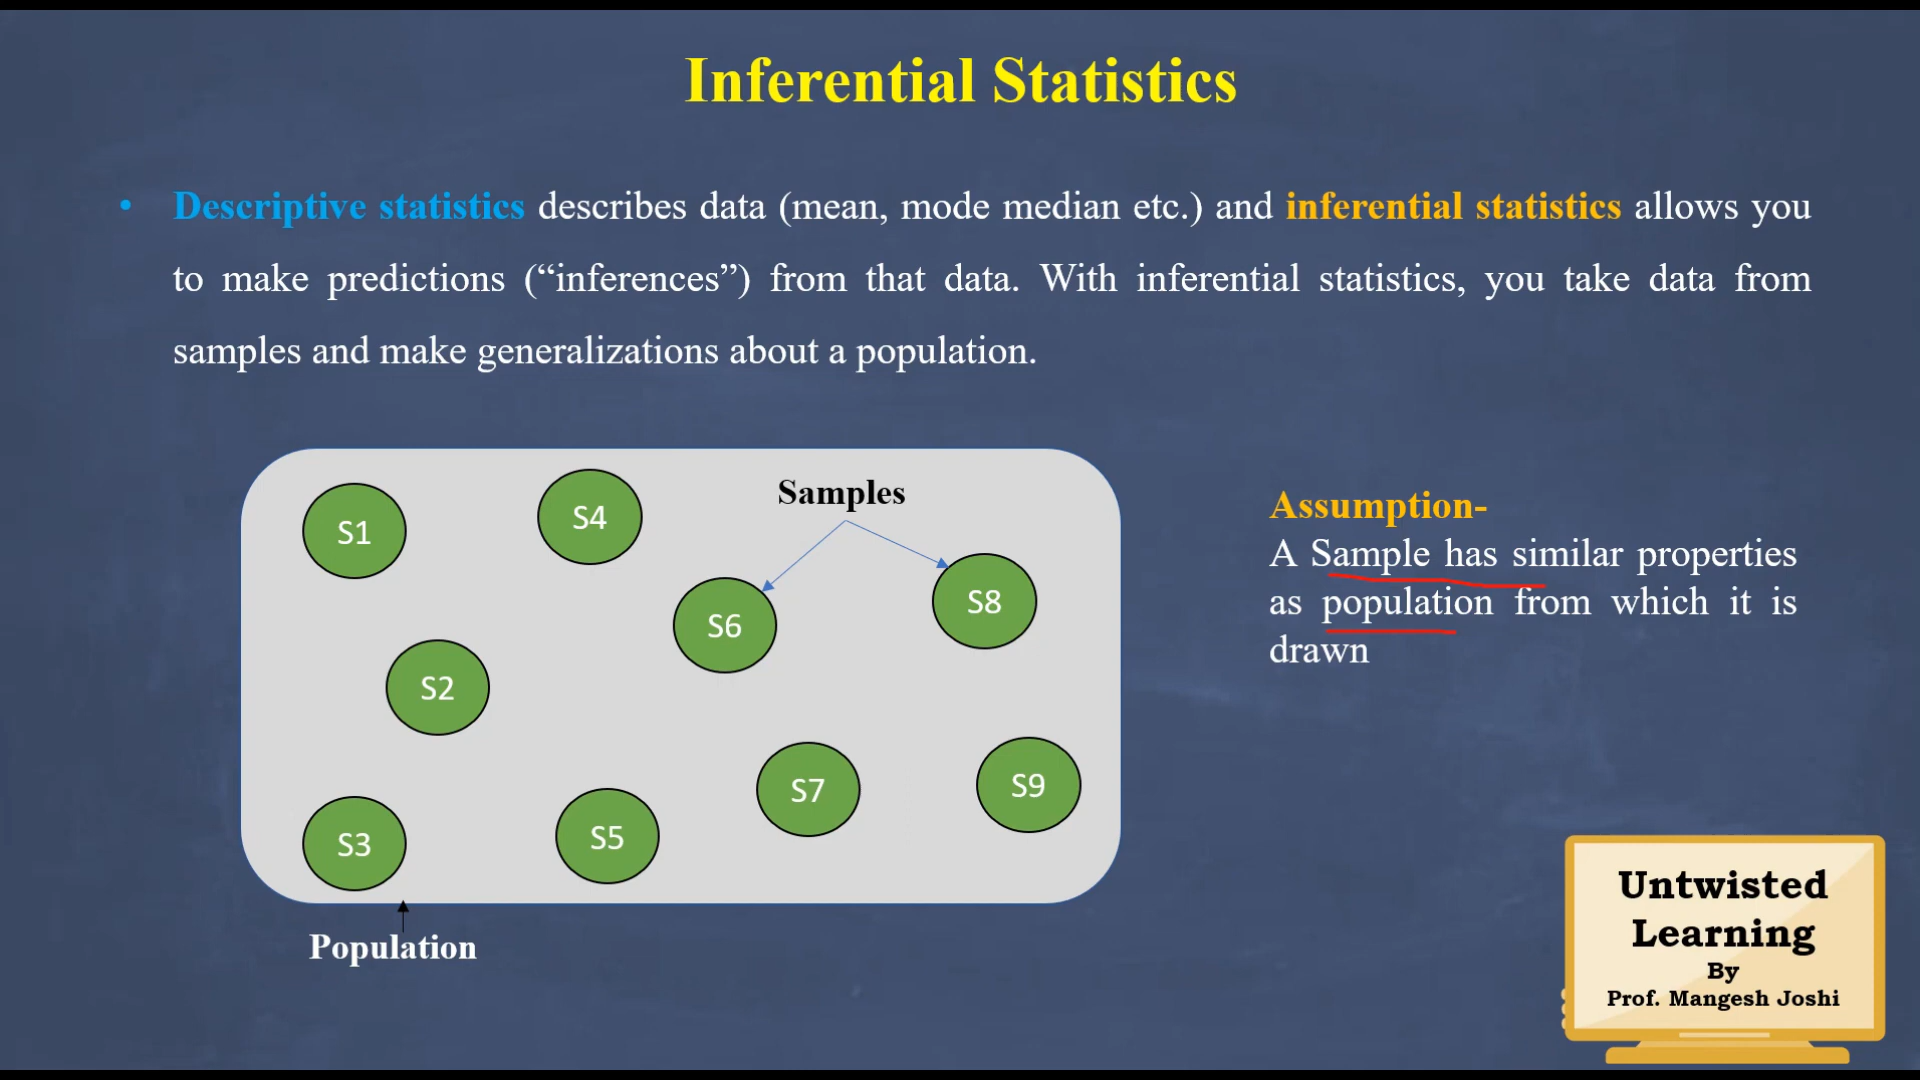 Inferential Statistics
• Descriptive statistics describes data (mean, mode median etc.) and inferential statistics allows you
to make predictions (“inferences”) from that data. With inferential statistics, you take data from
samples and make generalizations about a population.
Samples
S1
S4
S6
S8
S2
S7
S9
S3
S5
Population
Assumption-
A Sample has similar properties
as population from which it is
drawn
Untwisted
Learning
By
Prof. Mangesh Joshi